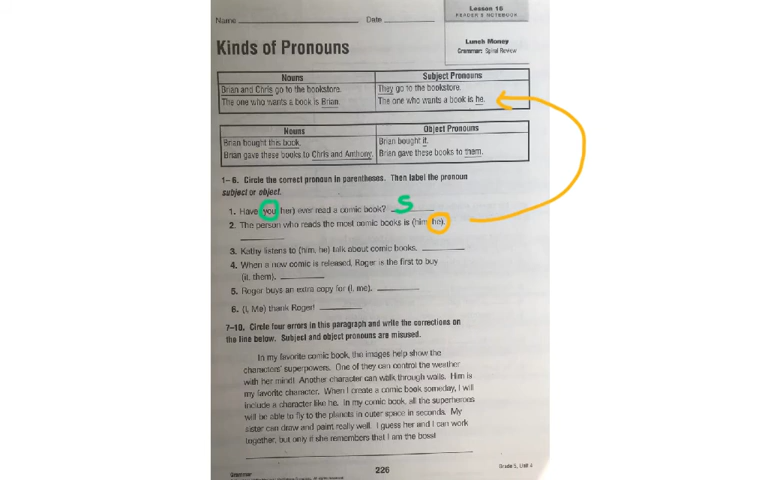 Name Date
Lesson 16
READER'S NOTEBOOK
Lunch Money
Grammar: Spiral Review
Kinds of Pronouns
Nouns Subject Pronouns
Brian and Chris go to the bookstore. They go to the bookstore.
The one who wants a book is Brian. The one who wants a book is he.
Nouns Object Pronouns
Brian bought this book. Brian bought it.
Brian gave these books to Chris and Anthony. Brian gave these books to them.
1–6. Circle the correct pronoun in parentheses. Then label the pronoun
subject or object.
1. Have (you, her) ever read a comic book? S
2. The person who reads the most comic books is (him, he).
3. Kathy listens to (him, he) talk about comic books.
4. When a new comic is released, Roger is the first to buy
(it, them).
5. Roger buys an extra copy for (I, me).
6. (I, Me) thank Roger!
7–10. Circle four errors in this paragraph and write the corrections on
the line below. Subject and object pronouns are misused.
In my favorite comic book, the images help show the
characters' superpowers. One of they can control the weather
with her mind! Another character can walk through walls. Him is
my favorite character. When I create a comic book someday, I will
include a character like he. In my comic book, all the superheroes
will be able to fly to the planets in outer space in seconds. My
sister can draw and paint really well. I guess her and I can work
together, but only if she remembers that I am the boss!
Grammar
226
Grade 5, Unit 4